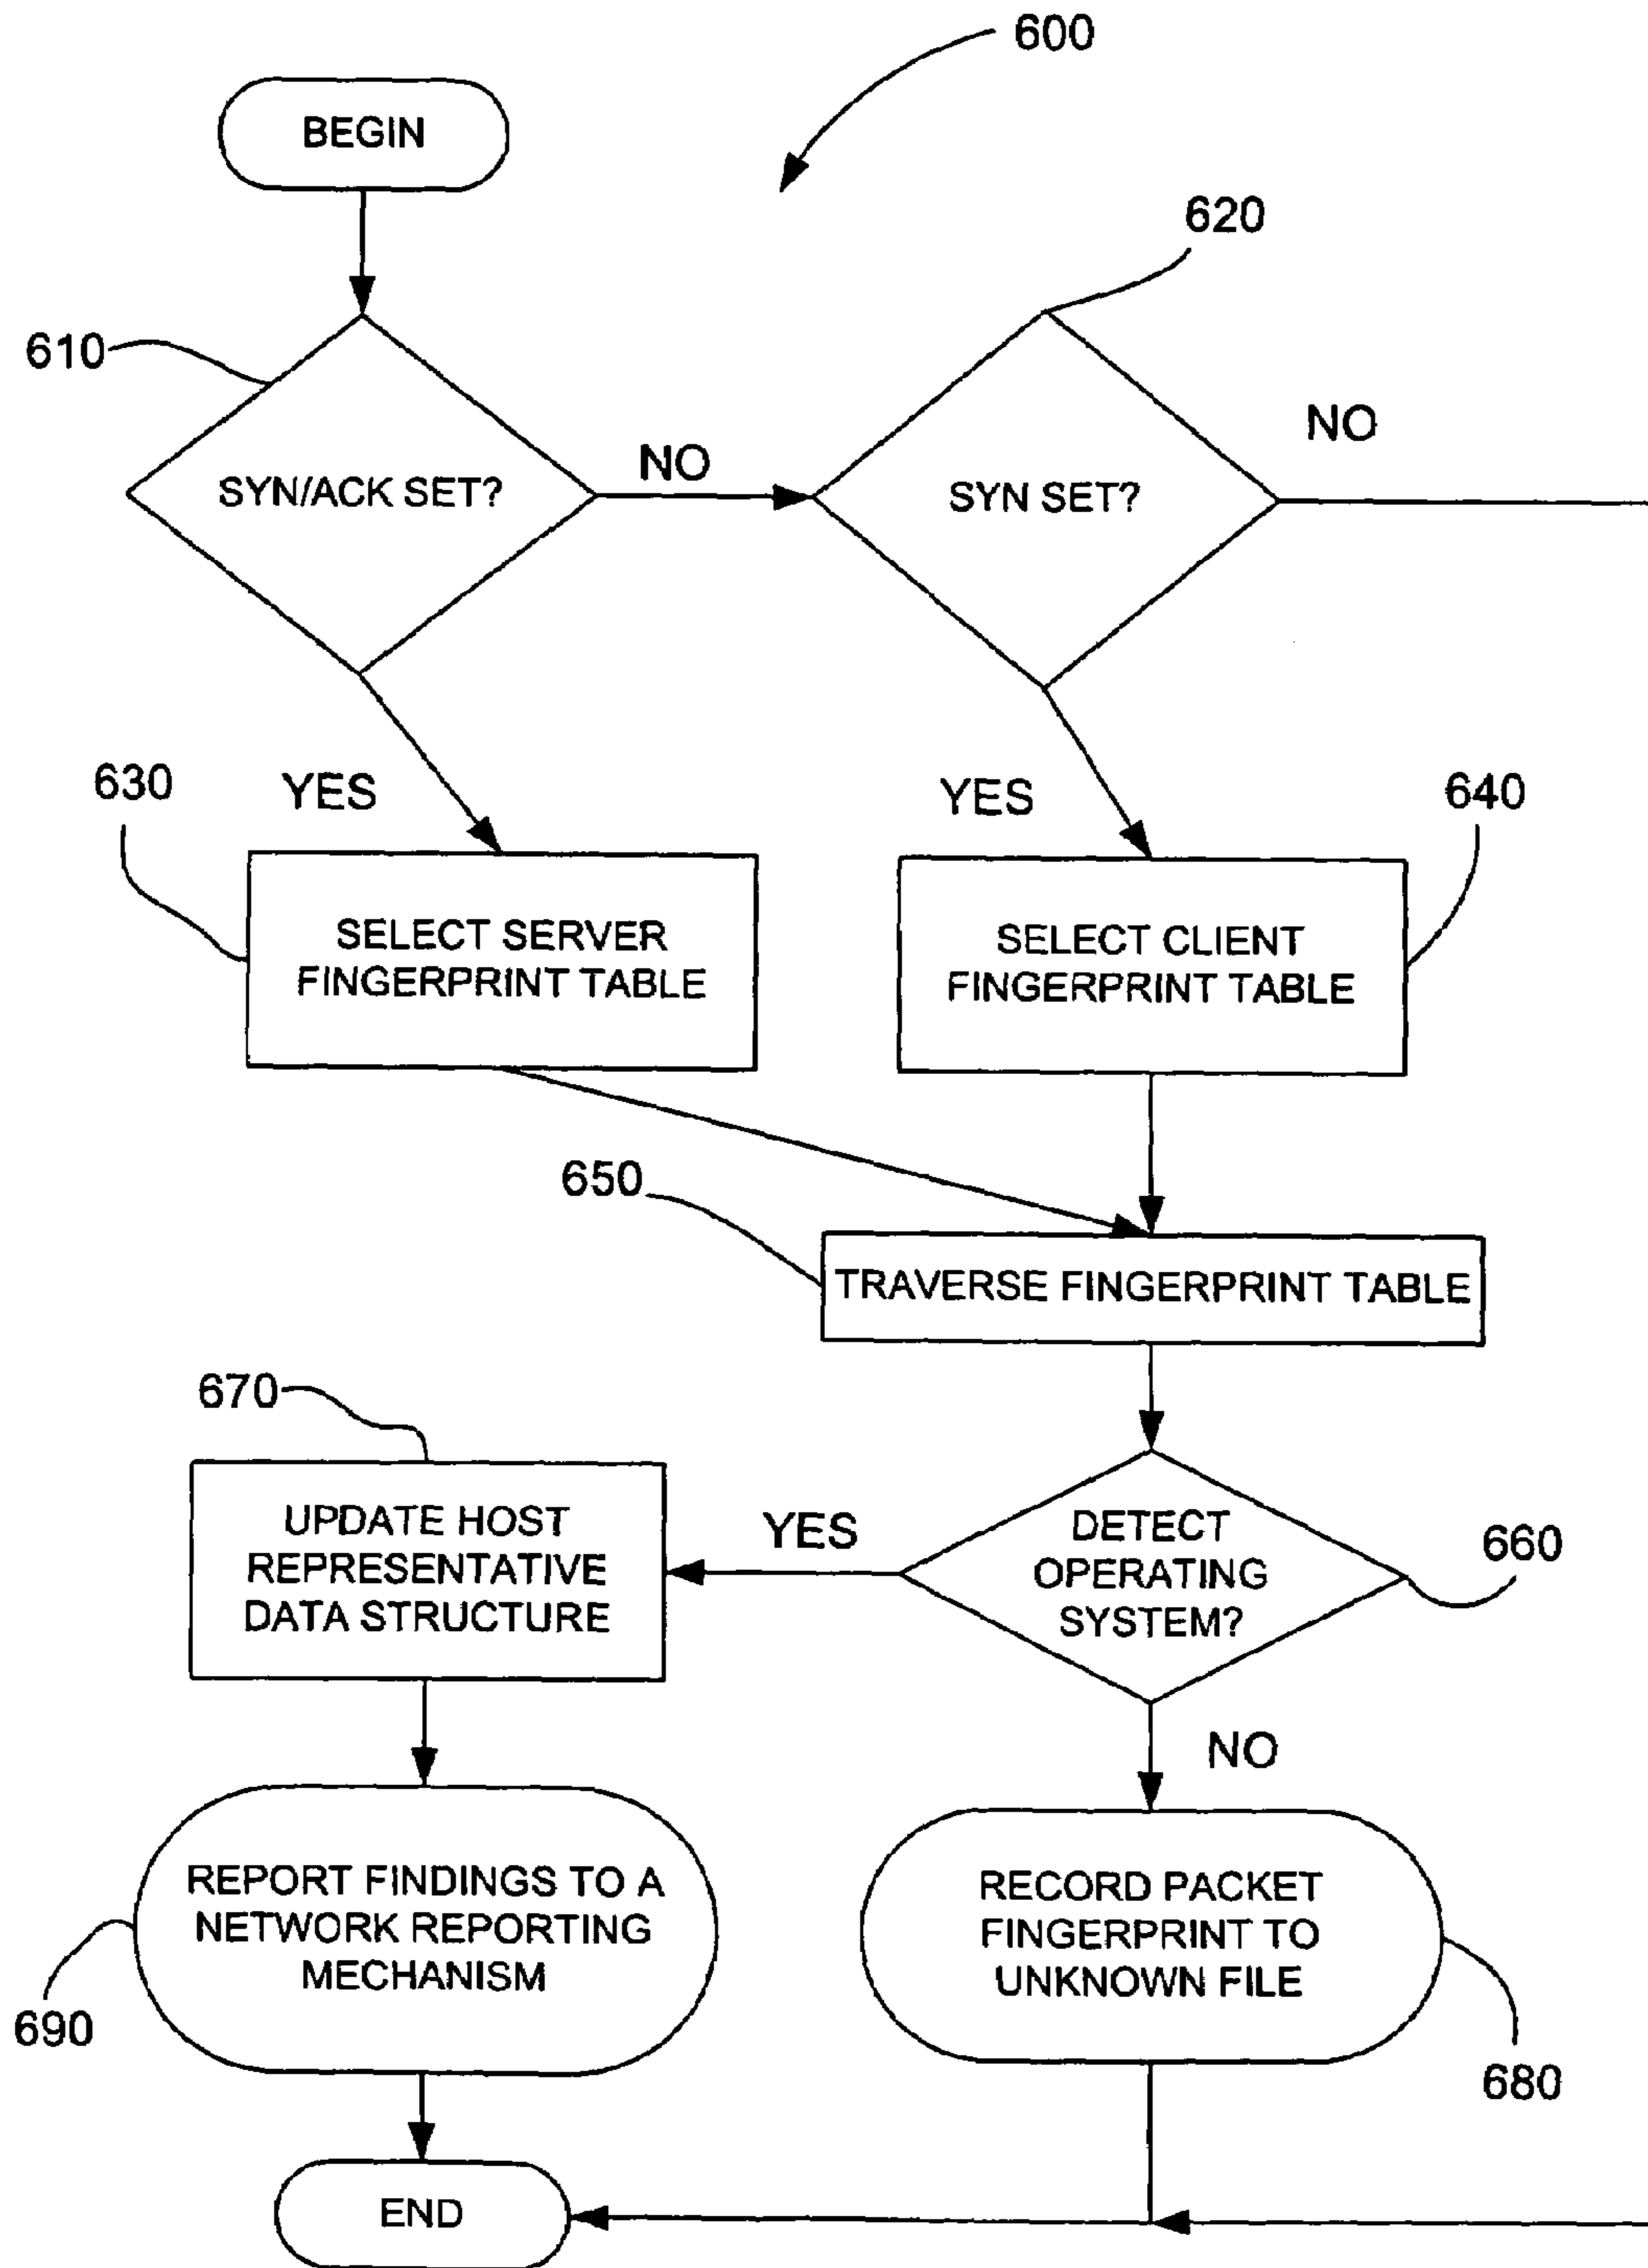 600
BEGIN
620
610
NO
SYN/ACK SET?
NO
SYN SET?
630
YES
YES
640
SELECT SERVER
FINGERPRINT TABLE
SELECT CLIENT
FINGERPRINT TABLE
650
TRAVERSE FINGERPRINT TABLE
670
UPDATE HOST
REPRESENTATIVE
DATA STRUCTURE
YES
DETECT
OPERATING
SYSTEM?
660
NO
REPORT FINDINGS TO A
NETWORK REPORTING
MECHANISM
RECORD PACKET
FINGERPRINT TO
UNKNOWN FILE
690
680
END